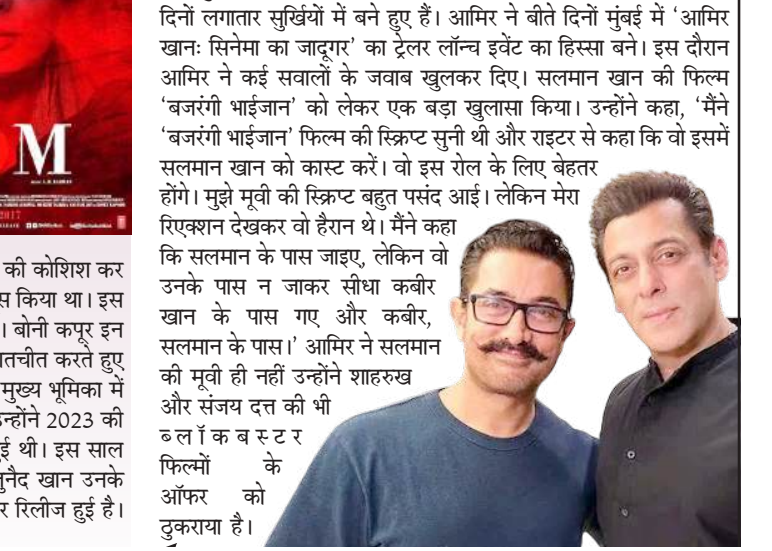 M
2017
दिनों लगातार सुर्खियों में बने हुए हैं। आमिर ने बीते दिनों मुंबई में ‘आमिर
खानः सिनेमा का जादूगर’ का ट्रेलर लॉन्च इवेंट का हिस्सा बने। इस दौरान
आमिर ने कई सवालों के जवाब खुलकर दिए। सलमान खान की फिल्म
‘बजरंगी भाईजान’ को लेकर एक बड़ा खुलासा किया। उन्होंने कहा, ‘मैंने
‘बजरंगी भाईजान’ फिल्म की स्क्रिप्ट सुनी थी और राइटर से कहा कि वो इसमें
सलमान खान को कास्ट करें। वो इस रोल के लिए बेहतर
होंगे। मुझे मूवी की स्क्रिप्ट बहुत पसंद आई। लेकिन मेरा
रिएक्शन देखकर वो हैरान थे। मैंने कहा
कि सलमान के पास जाइए, लेकिन वो
उनके पास न जाकर सीधा कबीर
खान के पास गए और कबीर,
सलमान के पास।’ आमिर ने सलमान
की मूवी ही नहीं उन्होंने शाहरुख
और संजय दत्त की भी
ब्लॉकबस्टर
फिल्मों के
ऑफर को
ठुकराया है।
की कोशिश कर
स किया था। इस
। बोनी कपूर इन
तचीत करते हुए
मुख्य भूमिका में
न्होंने 2023 की
ई थी। इस साल
नुनैद खान उनके
र रिलीज हुई है।